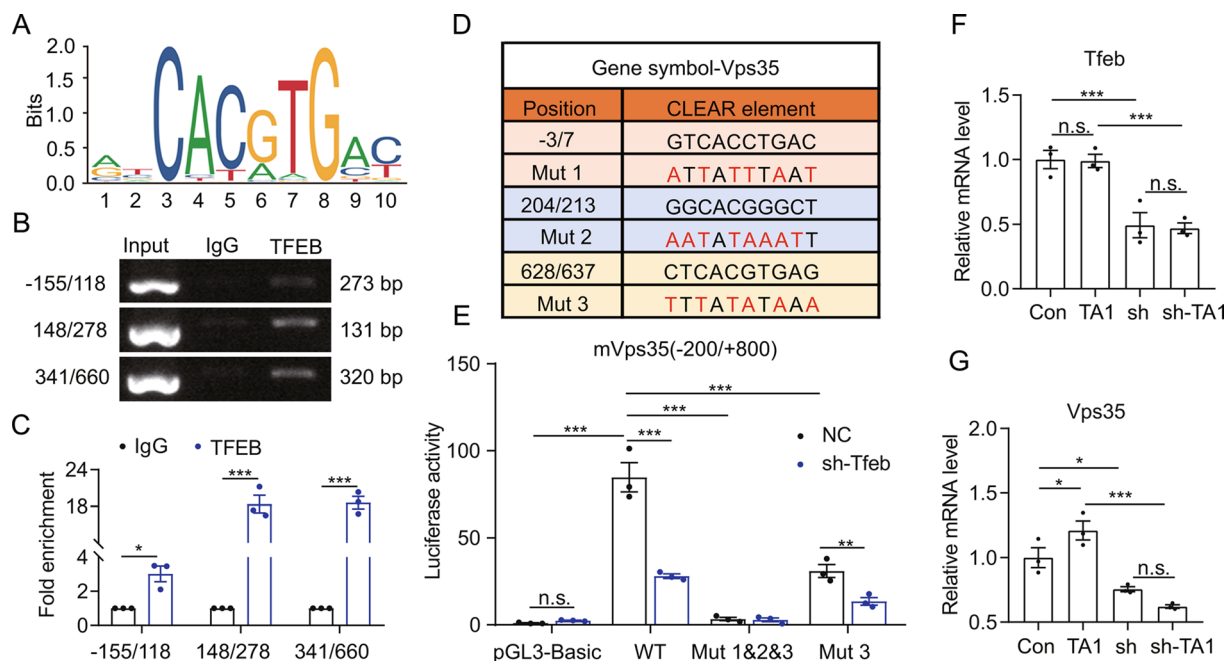 A
Bits
2.0
1.5
1.0
0.5
0.0
CACGTGAC
1 2 3 4 5 6 7 8 9 10
B
Input IgG TFEB
-155/118 273 bp
148/278 131 bp
341/660 320 bp
C
IgG TFEB
Fold enrichment
24
18
4
2
0
* *** ***
-155/118 148/278 341/660
D
Gene symbol-Vps35
Position CLEAR element
-3/7 GTCACCTGAC
Mut 1 ATTATTTAAT
204/213 GGCACGGGCT
Mut 2 AATATAAATT
628/637 CTCACGTGAG
Mut 3 TTTATATAAA
E
mVps35(-200/+800)
Luciferase activity
150
100
50
0
NC
sh-Tfeb
***
***
*** ***
**
n.s.
pGL3-Basic WT Mut 1&2&3 Mut 3
F
Tfeb
Relative mRNA level
1.5
1.0
0.5
0.0
***
n.s. ***
n.s.
Con TA1 sh sh-TA1
G
Vps35
Relative mRNA level
2.0
1.5
1.0
0.5
*
* ***
n.s.
Con TA1 sh sh-TA1